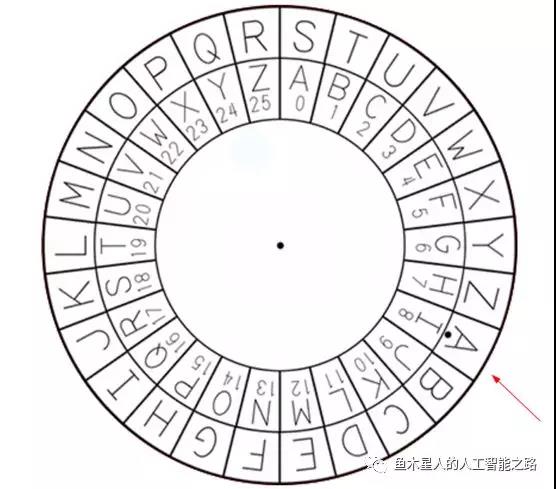 S T U V W X Y Z A B C D E F G H I J K L M N O P Q R
A B C D E F G H I J K L M N O P Q R S T U V W X Y Z
0 1 2 3 4 5 6 7 8 9 10 11 12 13 14 15 16 17 18 19 20 21 22 23 24 25
鱼木星人的人工智能之路